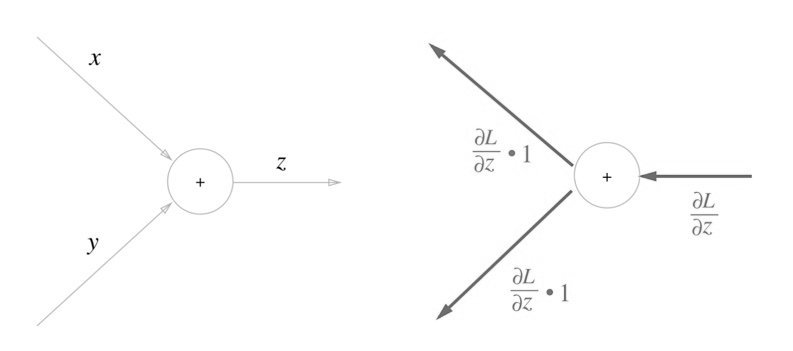 x
y
+
z
∂L/∂z • 1
∂L/∂z • 1
+
∂L/∂z